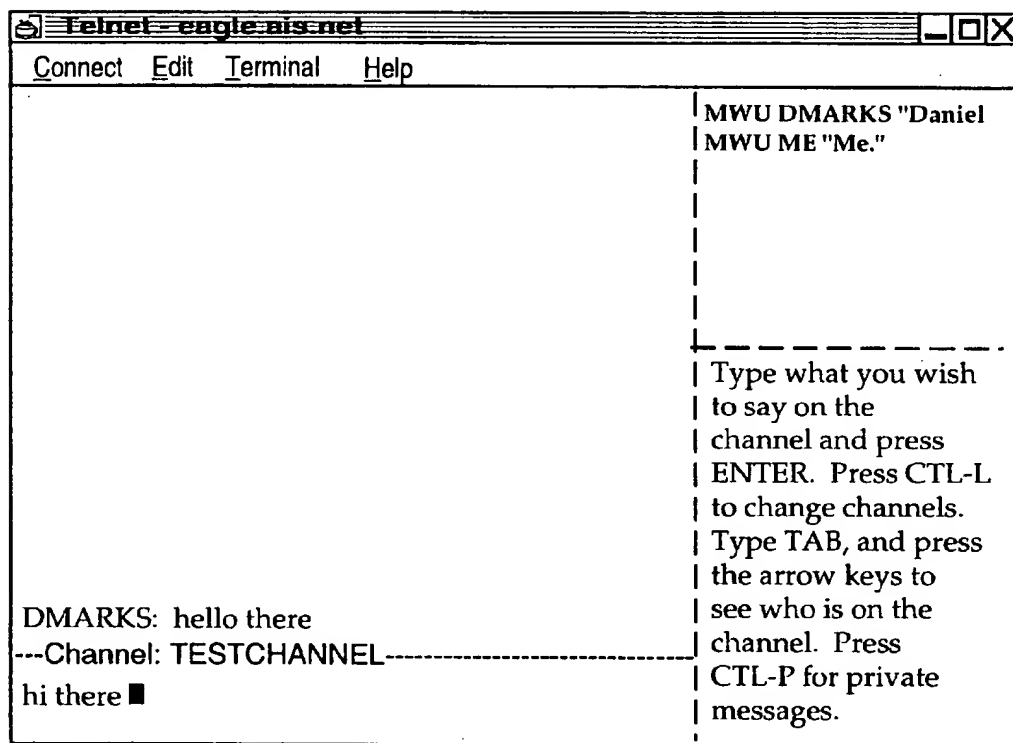 Telnet - eagle.ais.net
Connect Edit Terminal Help
MWU DMARKS "Daniel
MWU ME "Me."
Type what you wish
to say on the
channel and press
ENTER. Press CTL-L
to change channels.
Type TAB, and press
the arrow keys to
see who is on the
channel. Press
CTL-P for private
messages.
DMARKS: hello there
---Channel: TESTCHANNEL---
hi there